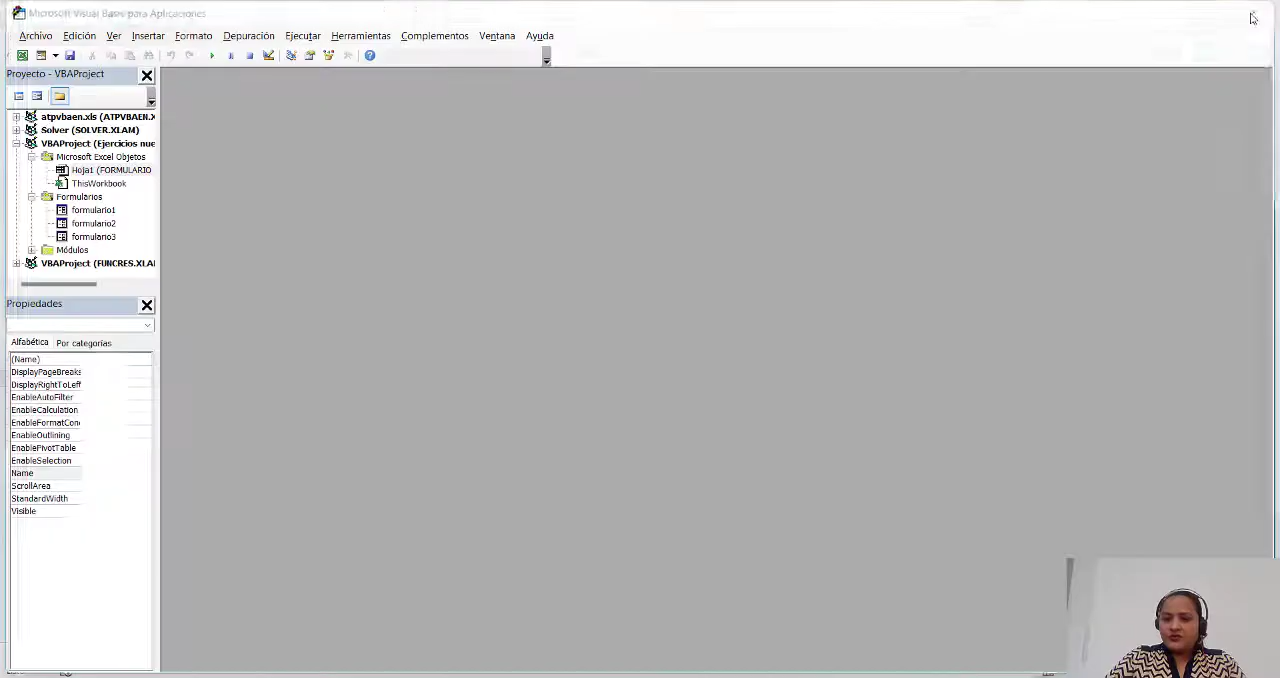 Microsoft Visual Basic para Aplicaciones
Archivo Edición Ver Insertar Formato Depuración Ejecutar Herramientas Complementos Ventana Ayuda
Proyecto - VBAProject
atpvbaen.xls (ATPVBAEN.X
Solver (SOLVER.XLAM)
VBAProject (Ejercicios nue
Microsoft Excel Objetos
Hoja1 (FORMULARIO
ThisWorkbook
Formularios
formulario1
formulario2
formulario3
Módulos
VBAProject (FUNCRES.XLA
Propiedades
Alfabética Por categorías
(Name)
DisplayPageBreaks
DisplayRightToLeft
EnableAutoFilter
EnableCalculation
EnableFormatCon
EnableOutlining
EnablePivotTable
EnableSelection
Name
ScrollArea
StandardWidth
Visible